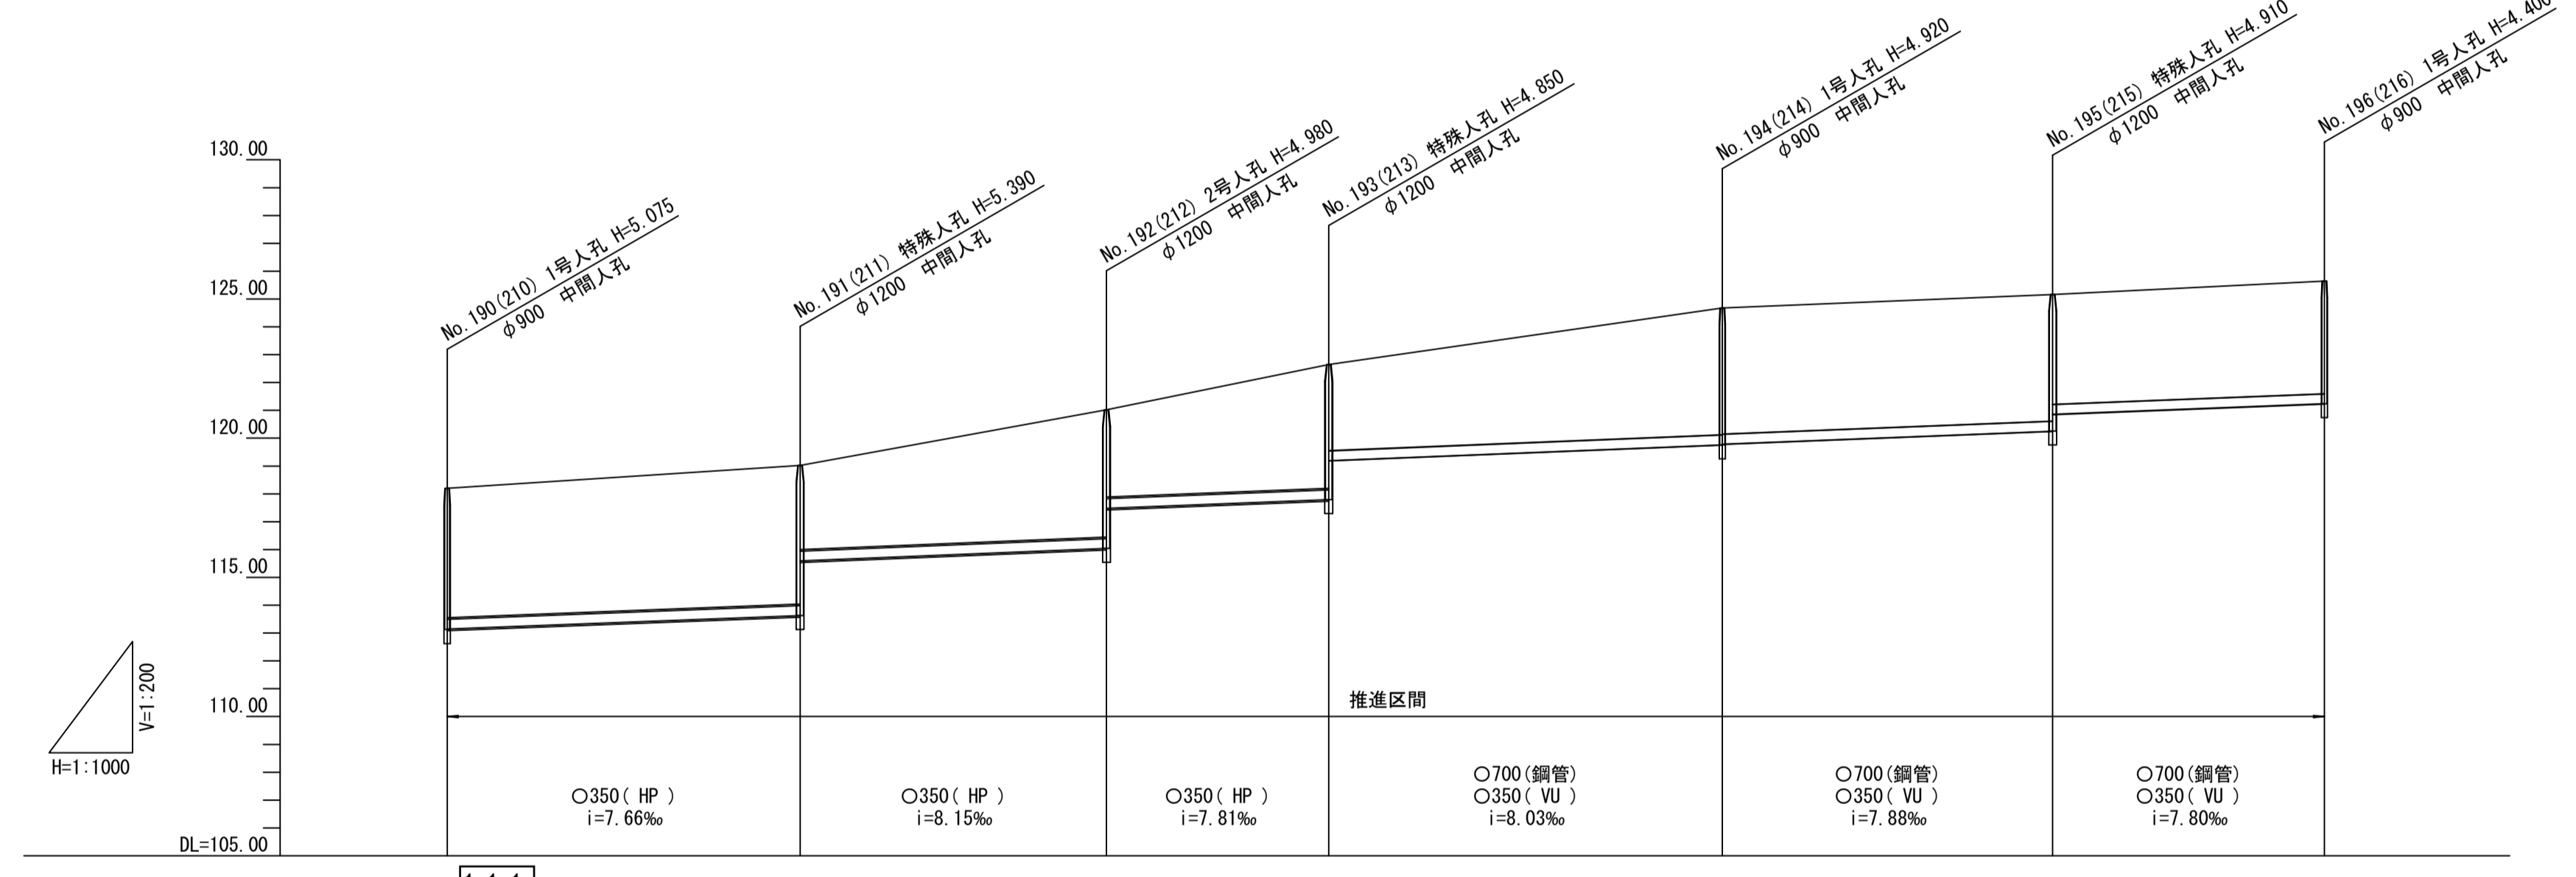 No.190(210) 1号人孔 H=5.075
φ900 中間人孔
No.191(211) 特殊人孔 H=5.390
φ1200 中間人孔
No.192(212) 2号人孔 H=4.980
φ1200 中間人孔
No.193(213) 特殊人孔 H=4.850
φ1200 中間人孔
No.194(214) 1号人孔 H=4.920
φ900 中間人孔
No.195(215) 特殊人孔 H=4.910
φ1200 中間人孔
No.196(216) 1号人孔 H=4.400
φ900 中間人孔
130.00
125.00
120.00
115.00
110.00
DL=105.00
V=1:200
H=1:1000
推進区間
○350( HP )
i=7.66‰
○350( HP )
i=8.15‰
○350( HP )
i=7.81‰
○700(鋼管)
○350( VU )
i=8.03‰
○700(鋼管)
○350( VU )
i=7.88‰
○700(鋼管)
○350( VU )
i=7.80‰